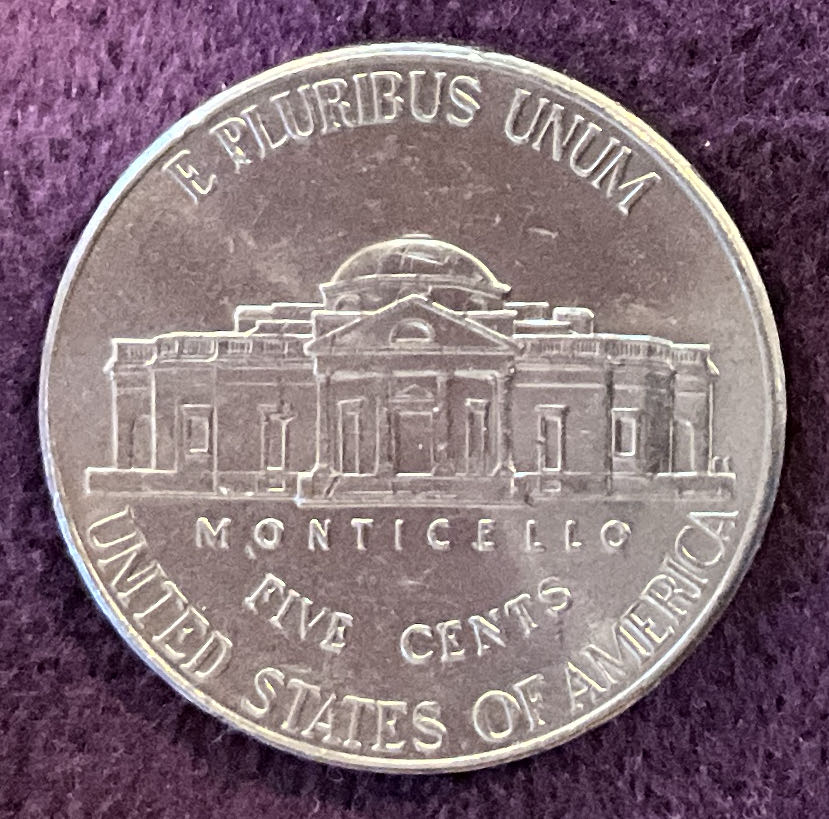 E PLURIBUS UNUM
MONTICELLO
FIVE CENTS
UNITED STATES OF AMERICA